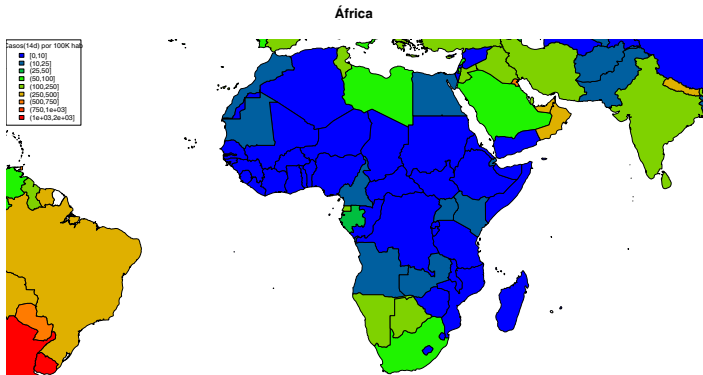 África
Casos(14d) por 100K hab
[0,10]
(10,25]
(25,50]
(50,100]
(100,250]
(250,500]
(500,750]
(750,1e+03]
(1e+03,2e+03]